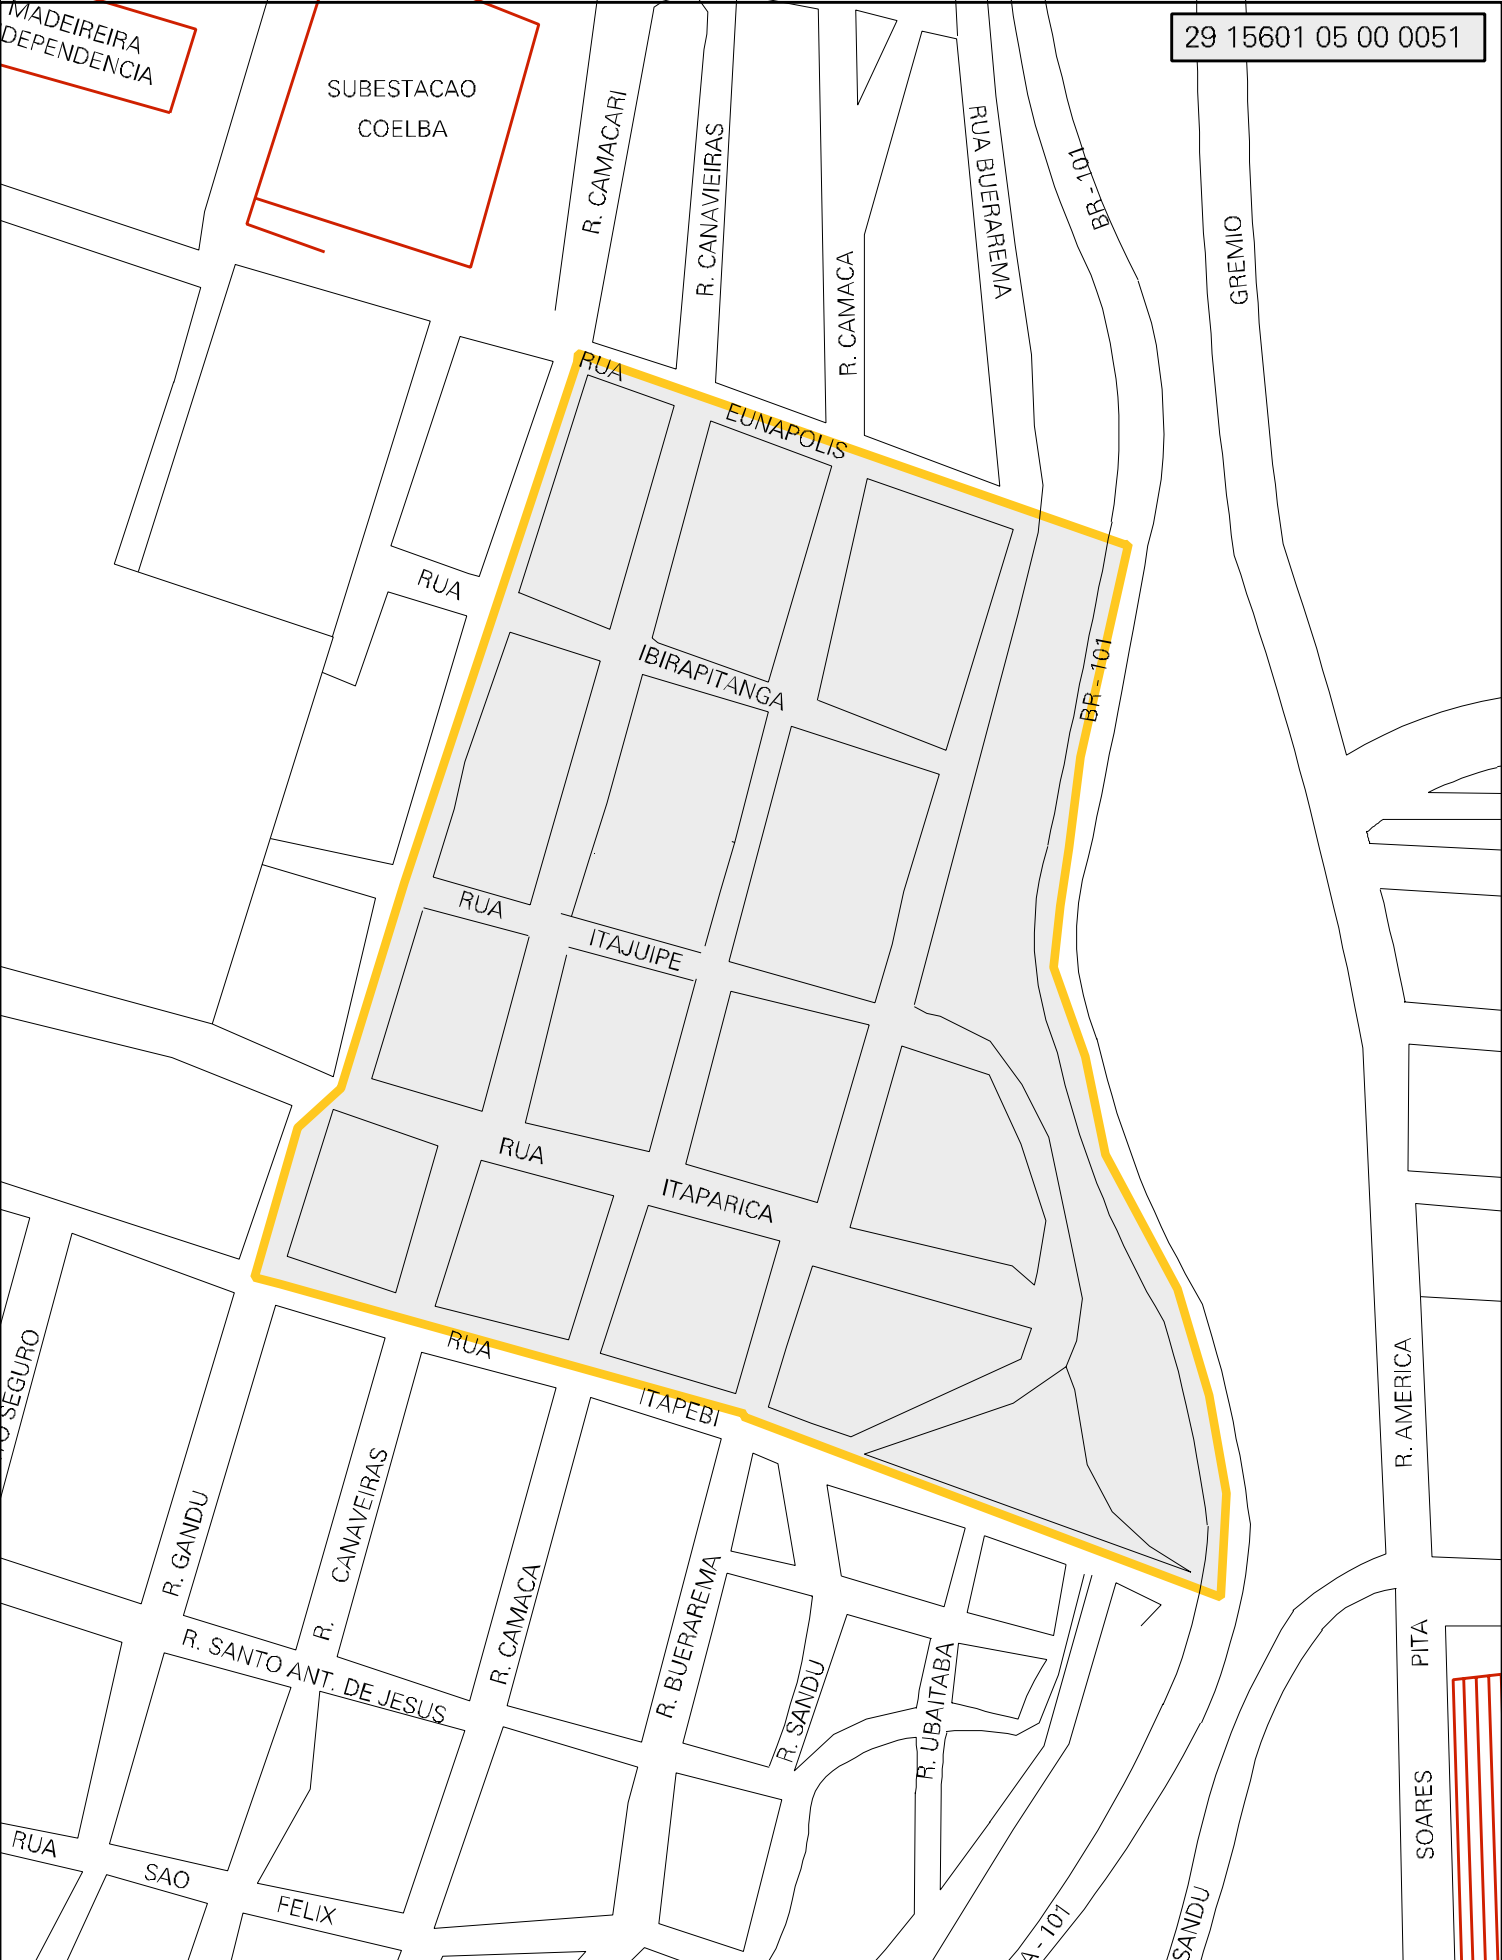 MADEIREIRA
DEPENDENCIA
29 15601 05 00 0051
SUBESTACAO
COELBA
R. CAMACARI
R. CANAVIEIRAS
R. CAMACA
RUA BUERAREMA
BR - 101
GREMIO
RUA
EUNAPOLIS
RUA
IBIRAPITANGA
BR - 101
RUA
ITAJUIPE
RUA
ITAPARICA
RUA
ITAPEBI
SEGURO
R. GANDU
R. CANAVEIRAS
R. CAMACA
R. BUERAREMA
R. SANDU
R. UBAITABA
R. AMERICA
PITA
SOARES
R. SANTO ANT. DE JESUS
RUA
SAO
FELIX
A - 101
SANDU